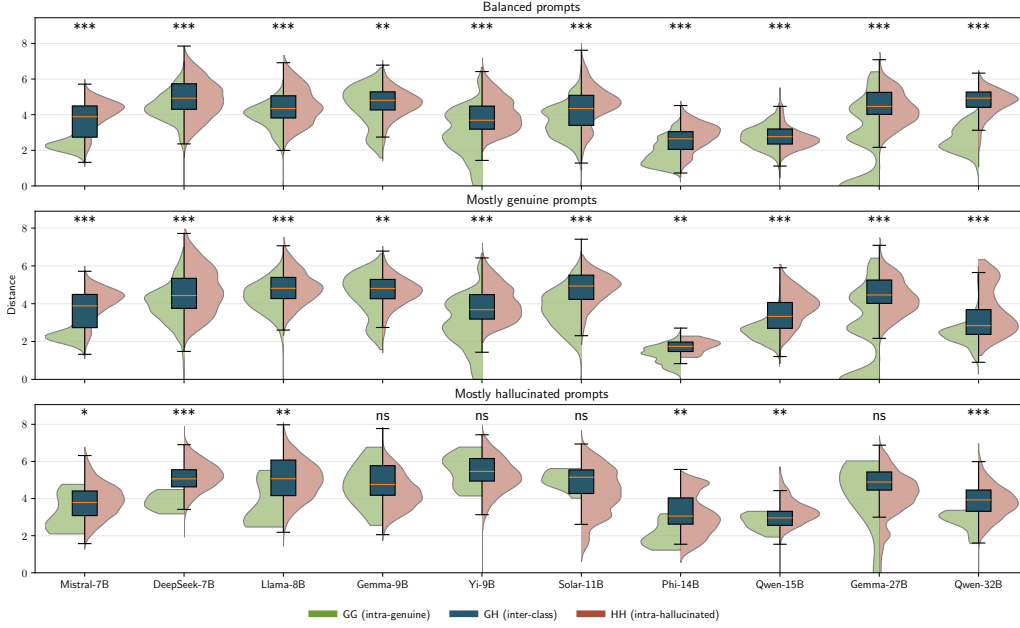 Balanced prompts
*** *** *** ** *** *** *** *** *** ***
8
6
4
2
0
Mostly genuine prompts
*** *** *** ** *** *** ** *** *** ***
8
6
4
2
0
Distance
Mostly hallucinated prompts
* *** ** ns ns ns ** ** ns ***
8
6
4
2
0
Mistral-7B DeepSeek-7B Llama-8B Gemma-9B Yi-9B Solar-11B Phi-14B Qwen-15B Gemma-27B Qwen-32B
GG (intra-genuine) GH (inter-class) HH (intra-hallucinated)